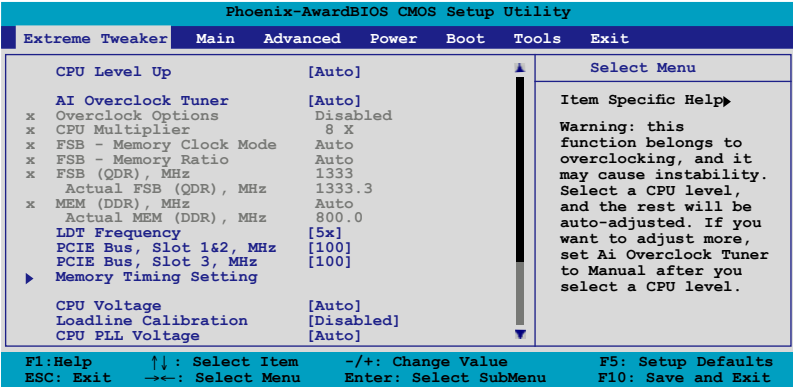 Phoenix-AwardBIOS CMOS Setup Utility
Extreme Tweaker Main Advanced Power Boot Tools Exit
CPU Level Up [Auto]
AI Overclock Tuner [Auto]
x Overclock Options Disabled
x CPU Multiplier 8 X
x FSB - Memory Clock Mode Auto
x FSB - Memory Ratio Auto
x FSB (QDR), MHz 1333
Actual FSB (QDR), MHz 1333.3
x MEM (DDR), MHz Auto
Actual MEM (DDR), MHz 800.0
LDT Frequency [5x]
PCIE Bus, Slot 1&2, MHz [100]
PCIE Bus, Slot 3, MHz [100]
Memory Timing Setting
CPU Voltage [Auto]
Loadline Calibration [Disabled]
CPU PLL Voltage [Auto]
Select Menu
Item Specific Help
Warning: this
function belongs to
overclocking, and it
may cause instability.
Select a CPU level,
and the rest will be
auto-adjusted. If you
want to adjust more,
set Ai Overclock Tuner
to Manual after you
select a CPU level.
F1:Help ↑↓: Select Item -/+: Change Value F5: Setup Defaults
ESC: Exit →←: Select Menu Enter: Select SubMenu F10: Save and Exit